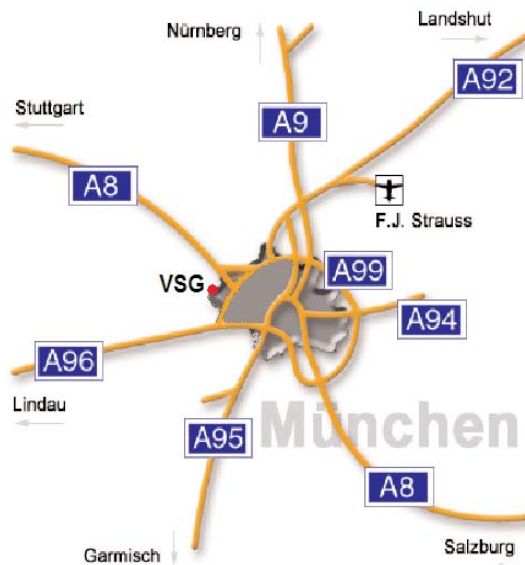 Landshut
Nürnberg
A92
Stuttgart
A9
A8
F.J. Strauss
VSG
A99
A94
A96
Lindau
A95
München
A8
Garmisch
Salzburg